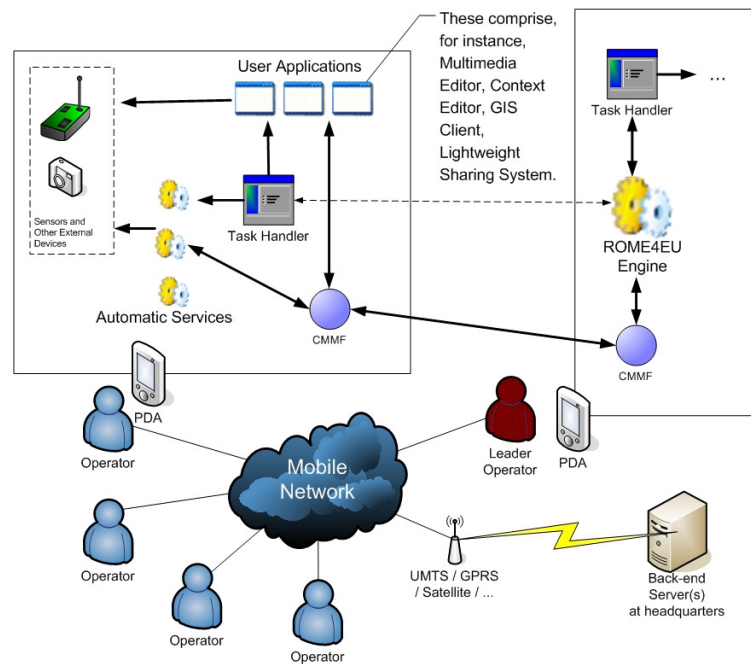 These comprise,
for instance,
Multimedia
Editor, Context
Editor, GIS
Client,
Lightweight
Sharing System.
User Applications
Sensors and
Other External
Devices
Task Handler
Automatic Services
CMMF
PDA
Task Handler
...
ROME4EU
Engine
CMMF
PDA
Operator
Leader
Operator
Mobile
Network
Operator
Operator
Operator
UMTS / GPRS
/ Satellite / ...
Back-end
Server(s)
at headquarters